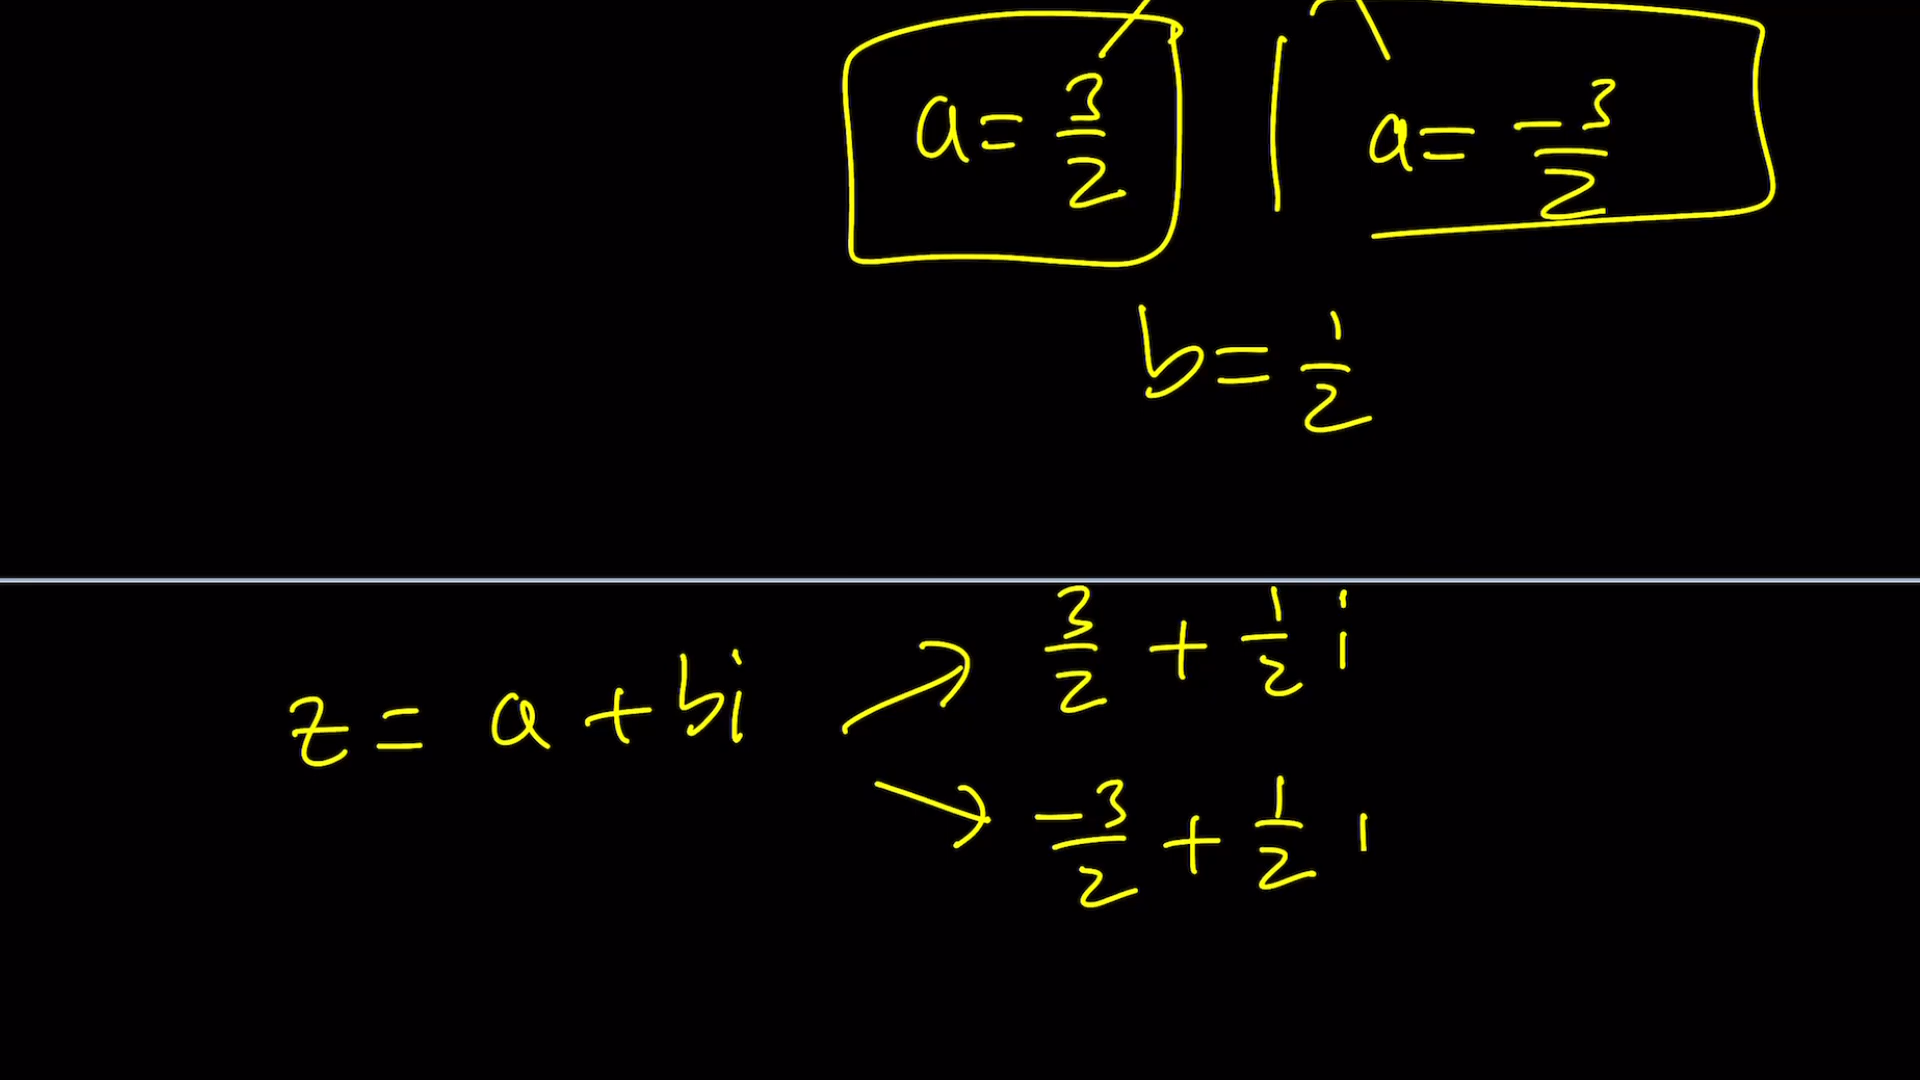 a = 3/2 | a = -3/2
b = 1/2
z = a + bi → 3/2 + 1/2 i
→ -3/2 + 1/2 i